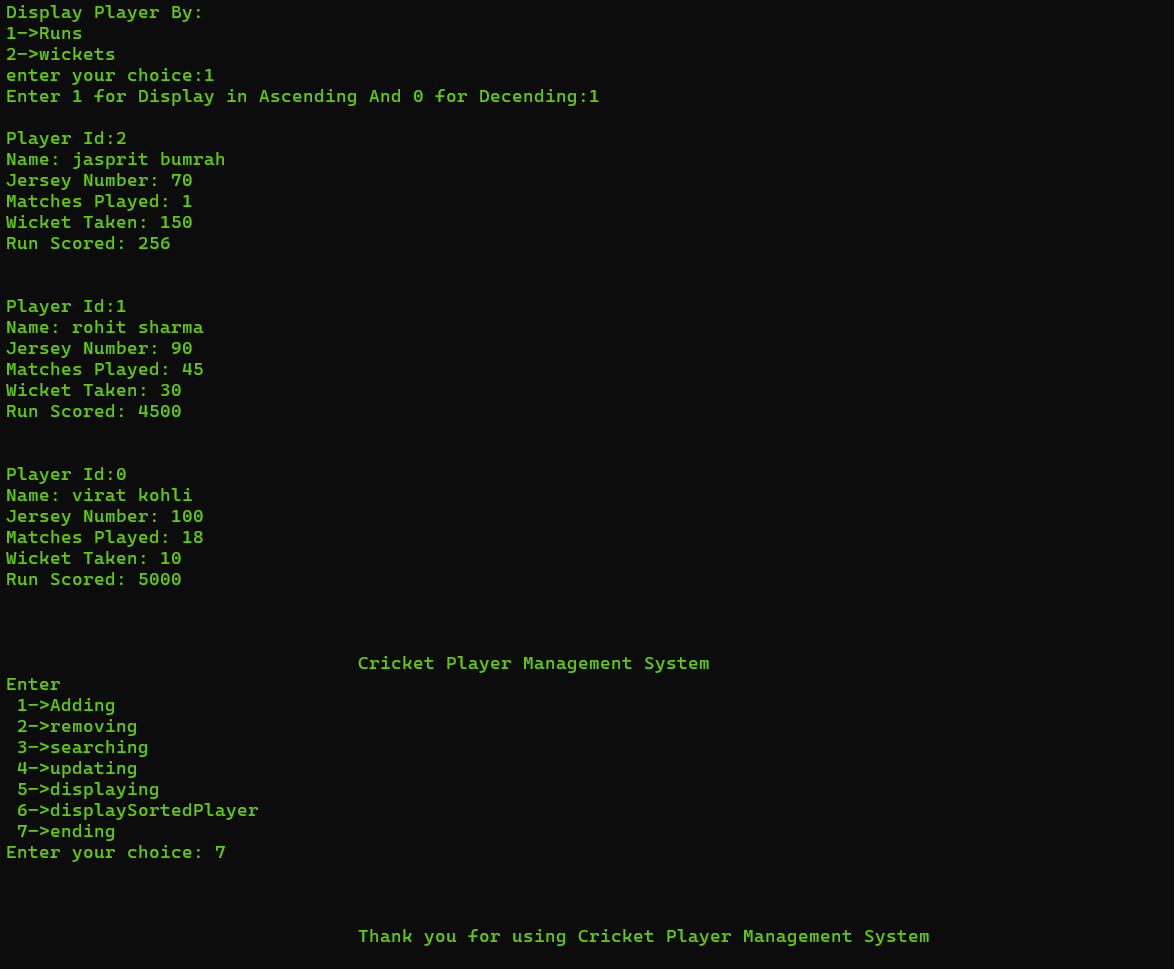 Display Player By:
1->Runs
2->wickets
enter your choice:1
Enter 1 for Display in Ascending And 0 for Decending:1
Player Id:2
Name: jasprit bumrah
Jersey Number: 70
Matches Played: 1
Wicket Taken: 150
Run Scored: 256
Player Id:1
Name: rohit sharma
Jersey Number: 90
Matches Played: 45
Wicket Taken: 30
Run Scored: 4500
Player Id:0
Name: virat kohli
Jersey Number: 100
Matches Played: 18
Wicket Taken: 10
Run Scored: 5000
Cricket Player Management System
Enter
1->Adding
2->removing
3->searching
4->updating
5->displaying
6->displaySortedPlayer
7->ending
Enter your choice: 7
Thank you for using Cricket Player Management System